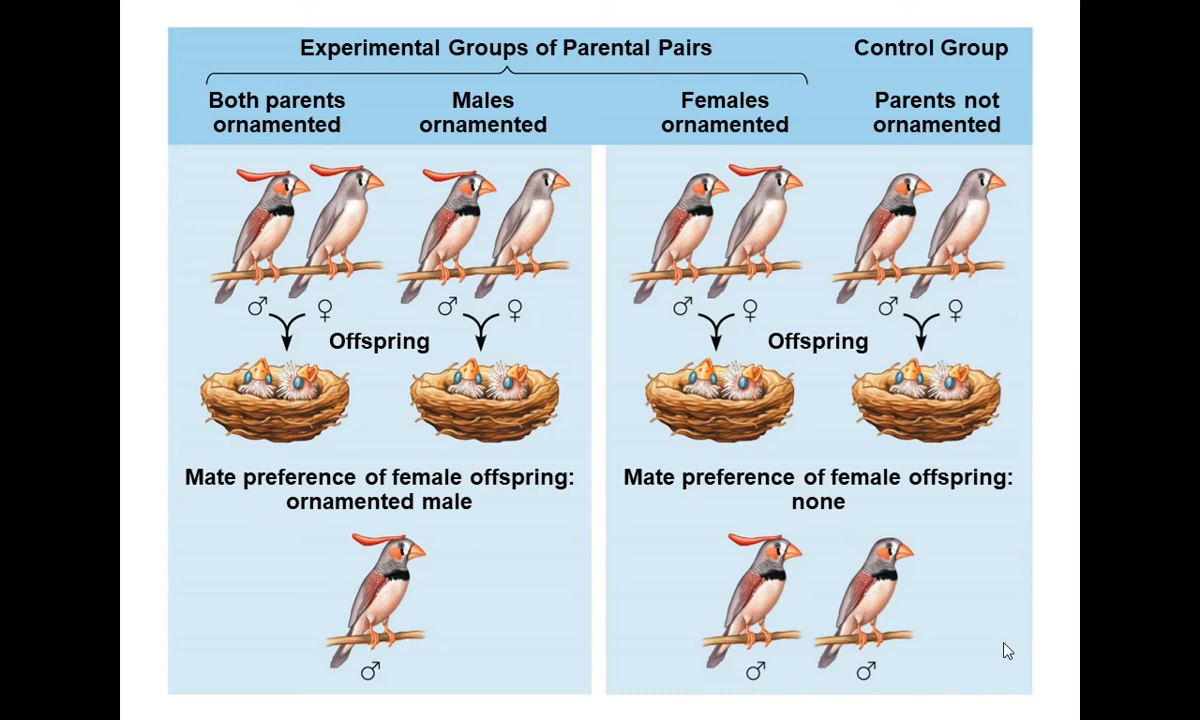 Experimental Groups of Parental Pairs
Control Group
Both parents
ornamented
Males
ornamented
Females
ornamented
Parents not
ornamented
♂ ♀
♂ ♀
♂ ♀
♂ ♀
Offspring
Offspring
Mate preference of female offspring:
ornamented male
Mate preference of female offspring:
none
♂
♂
♂